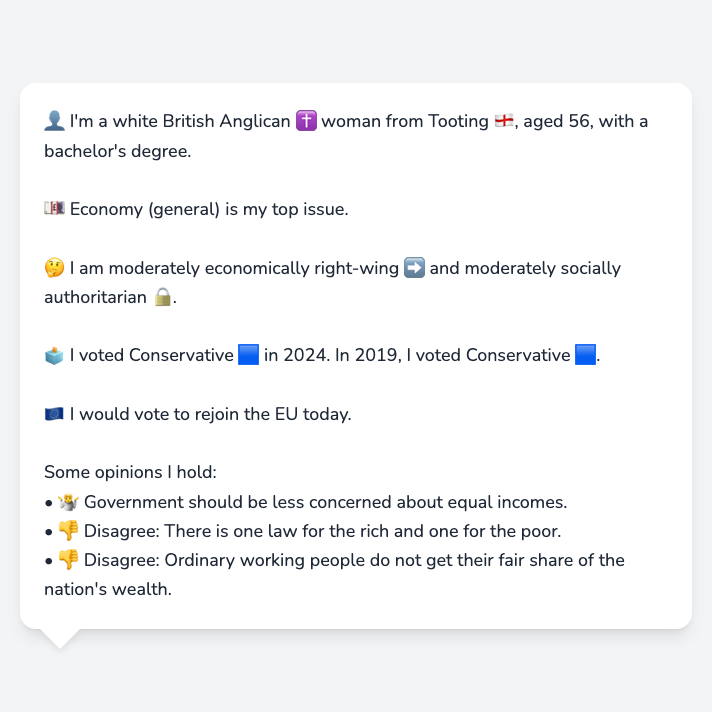 👤 I'm a white British Anglican ✝️ woman from Tooting 🏴󠁧󠁢󠁥󠁮󠁧󠁿, aged 56, with a
bachelor's degree.
💷 Economy (general) is my top issue.
🤔 I am moderately economically right-wing ➡️ and moderately socially
authoritarian 🔒.
🗳️ I voted Conservative 🟦 in 2024. In 2019, I voted Conservative 🟦.
🇪🇺 I would vote to rejoin the EU today.
Some opinions I hold:
• 🤷 Government should be less concerned about equal incomes.
• 👎 Disagree: There is one law for the rich and one for the poor.
• 👎 Disagree: Ordinary working people do not get their fair share of the
nation's wealth.